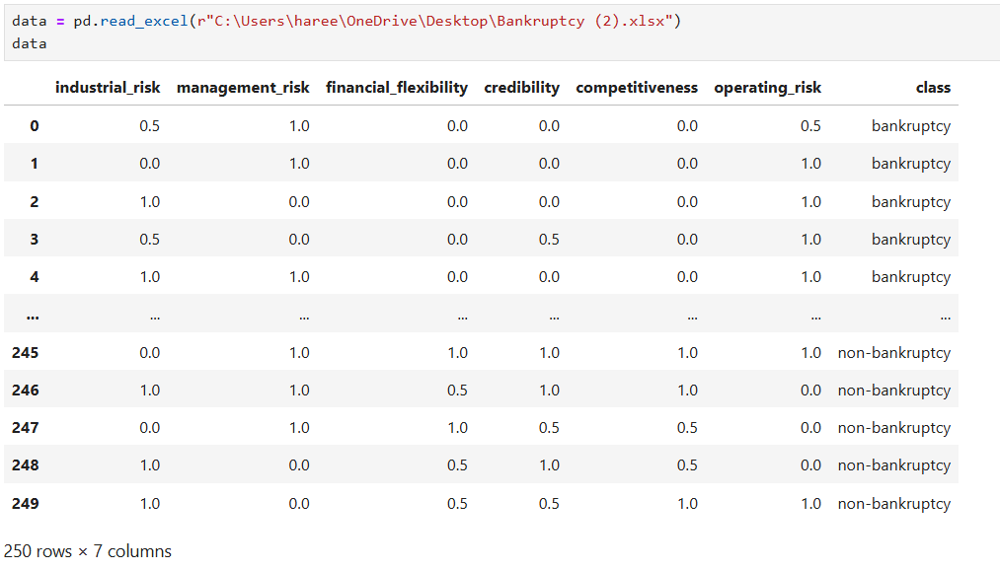 data = pd.read_excel(r"C:\Users\haree\OneDrive\Desktop\Bankruptcy (2).xlsx")
data
industrial_risk management_risk financial_flexibility credibility competitiveness operating_risk class
0 0.5 1.0 0.0 0.0 0.0 0.5 bankruptcy
1 0.0 1.0 0.0 0.0 0.0 1.0 bankruptcy
2 1.0 0.0 0.0 0.0 0.0 1.0 bankruptcy
3 0.5 0.0 0.0 0.5 0.0 1.0 bankruptcy
4 1.0 1.0 0.0 0.0 0.0 1.0 bankruptcy
... ... ... ... ... ... ... ...
245 0.0 1.0 1.0 1.0 1.0 1.0 non-bankruptcy
246 1.0 1.0 0.5 1.0 1.0 0.0 non-bankruptcy
247 0.0 1.0 1.0 0.5 0.5 0.0 non-bankruptcy
248 1.0 0.0 0.5 1.0 0.5 0.0 non-bankruptcy
249 1.0 0.0 0.5 0.5 1.0 1.0 non-bankruptcy
250 rows × 7 columns